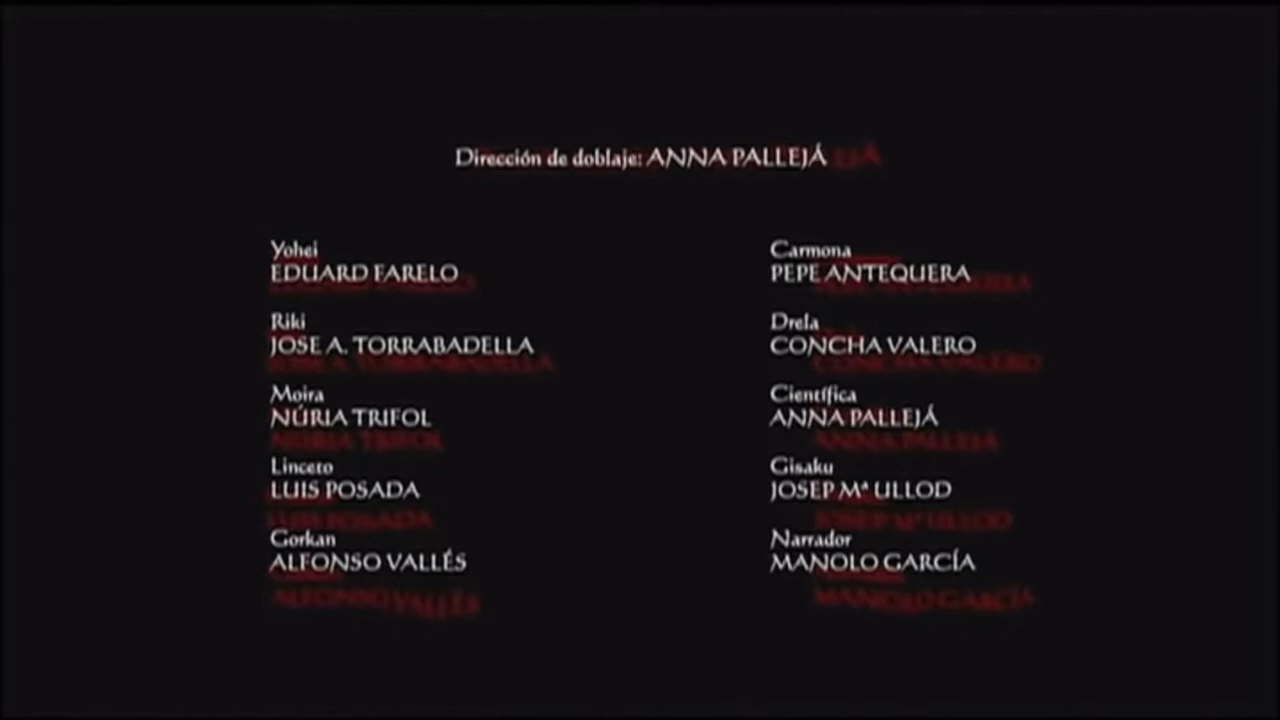 Dirección de doblaje: ANNA PALLEJÁ
Yohei
EDUARD FARELO
Riki
JOSE A. TORRABADELLA
Moira
NÚRIA TRIFOL
Linceto
LUIS POSADA
Gorkan
ALFONSO VALLÉS
Carmona
PEPE ANTEQUERA
Drela
CONCHA VALERO
Científica
ANNA PALLEJÁ
Gisaku
JOSEP Mª ULLOD
Narrador
MANOLO GARCÍA